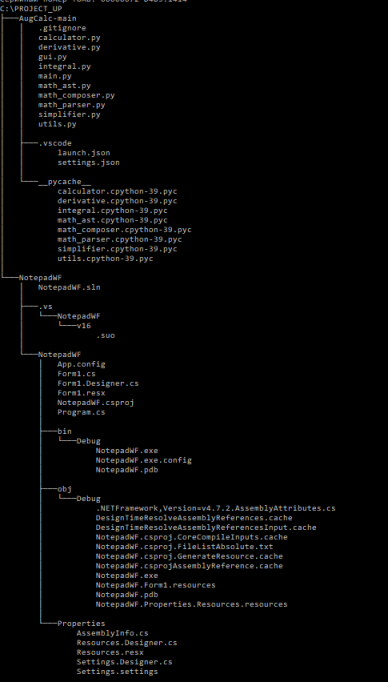 C:\PROJECT_UP
├───AugCalc-main
│   │   .gitignore
│   │   calculator.py
│   │   derivative.py
│   │   gui.py
│   │   integral.py
│   │   main.py
│   │   math_ast.py
│   │   math_composer.py
│   │   math_parser.py
│   │   simplifier.py
│   │   utils.py
│   │
│   ├───.vscode
│   │       launch.json
│   │       settings.json
│   │
│   └───__pycache__
│           calculator.cpython-39.pyc
│           derivative.cpython-39.pyc
│           integral.cpython-39.pyc
│           math_ast.cpython-39.pyc
│           math_composer.cpython-39.pyc
│           math_parser.cpython-39.pyc
│           simplifier.cpython-39.pyc
│           utils.cpython-39.pyc
│
└───NotepadWF
    │   NotepadWF.sln
    │
    ├───.vs
    │   └───NotepadWF
    │       └───v16
    │               .suo
    │
    └───NotepadWF
        │   App.config
        │   Form1.cs
        │   Form1.Designer.cs
        │   Form1.resx
        │   NotepadWF.csproj
        │   Program.cs
        │
        ├───bin
        │   └───Debug
        │           NotepadWF.exe
        │           NotepadWF.exe.config
        │           NotepadWF.pdb
        │
        ├───obj
        │   └───Debug
        │           .NETFramework,Version=v4.7.2.AssemblyAttributes.cs
        │           DesignTimeResolveAssemblyReferences.cache
        │           DesignTimeResolveAssemblyReferencesInput.cache
        │           NotepadWF.csproj.CoreCompileInputs.cache
        │           NotepadWF.csproj.FileListAbsolute.txt
        │           NotepadWF.csproj.GenerateResource.cache
        │           NotepadWF.csprojAssemblyReference.cache
        │           NotepadWF.exe
        │           NotepadWF.Form1.resources
        │           NotepadWF.pdb
        │           NotepadWF.Properties.Resources.resources
        │
        └───Properties
                AssemblyInfo.cs
                Resources.Designer.cs
                Resources.resx
                Settings.Designer.cs
                Settings.settings